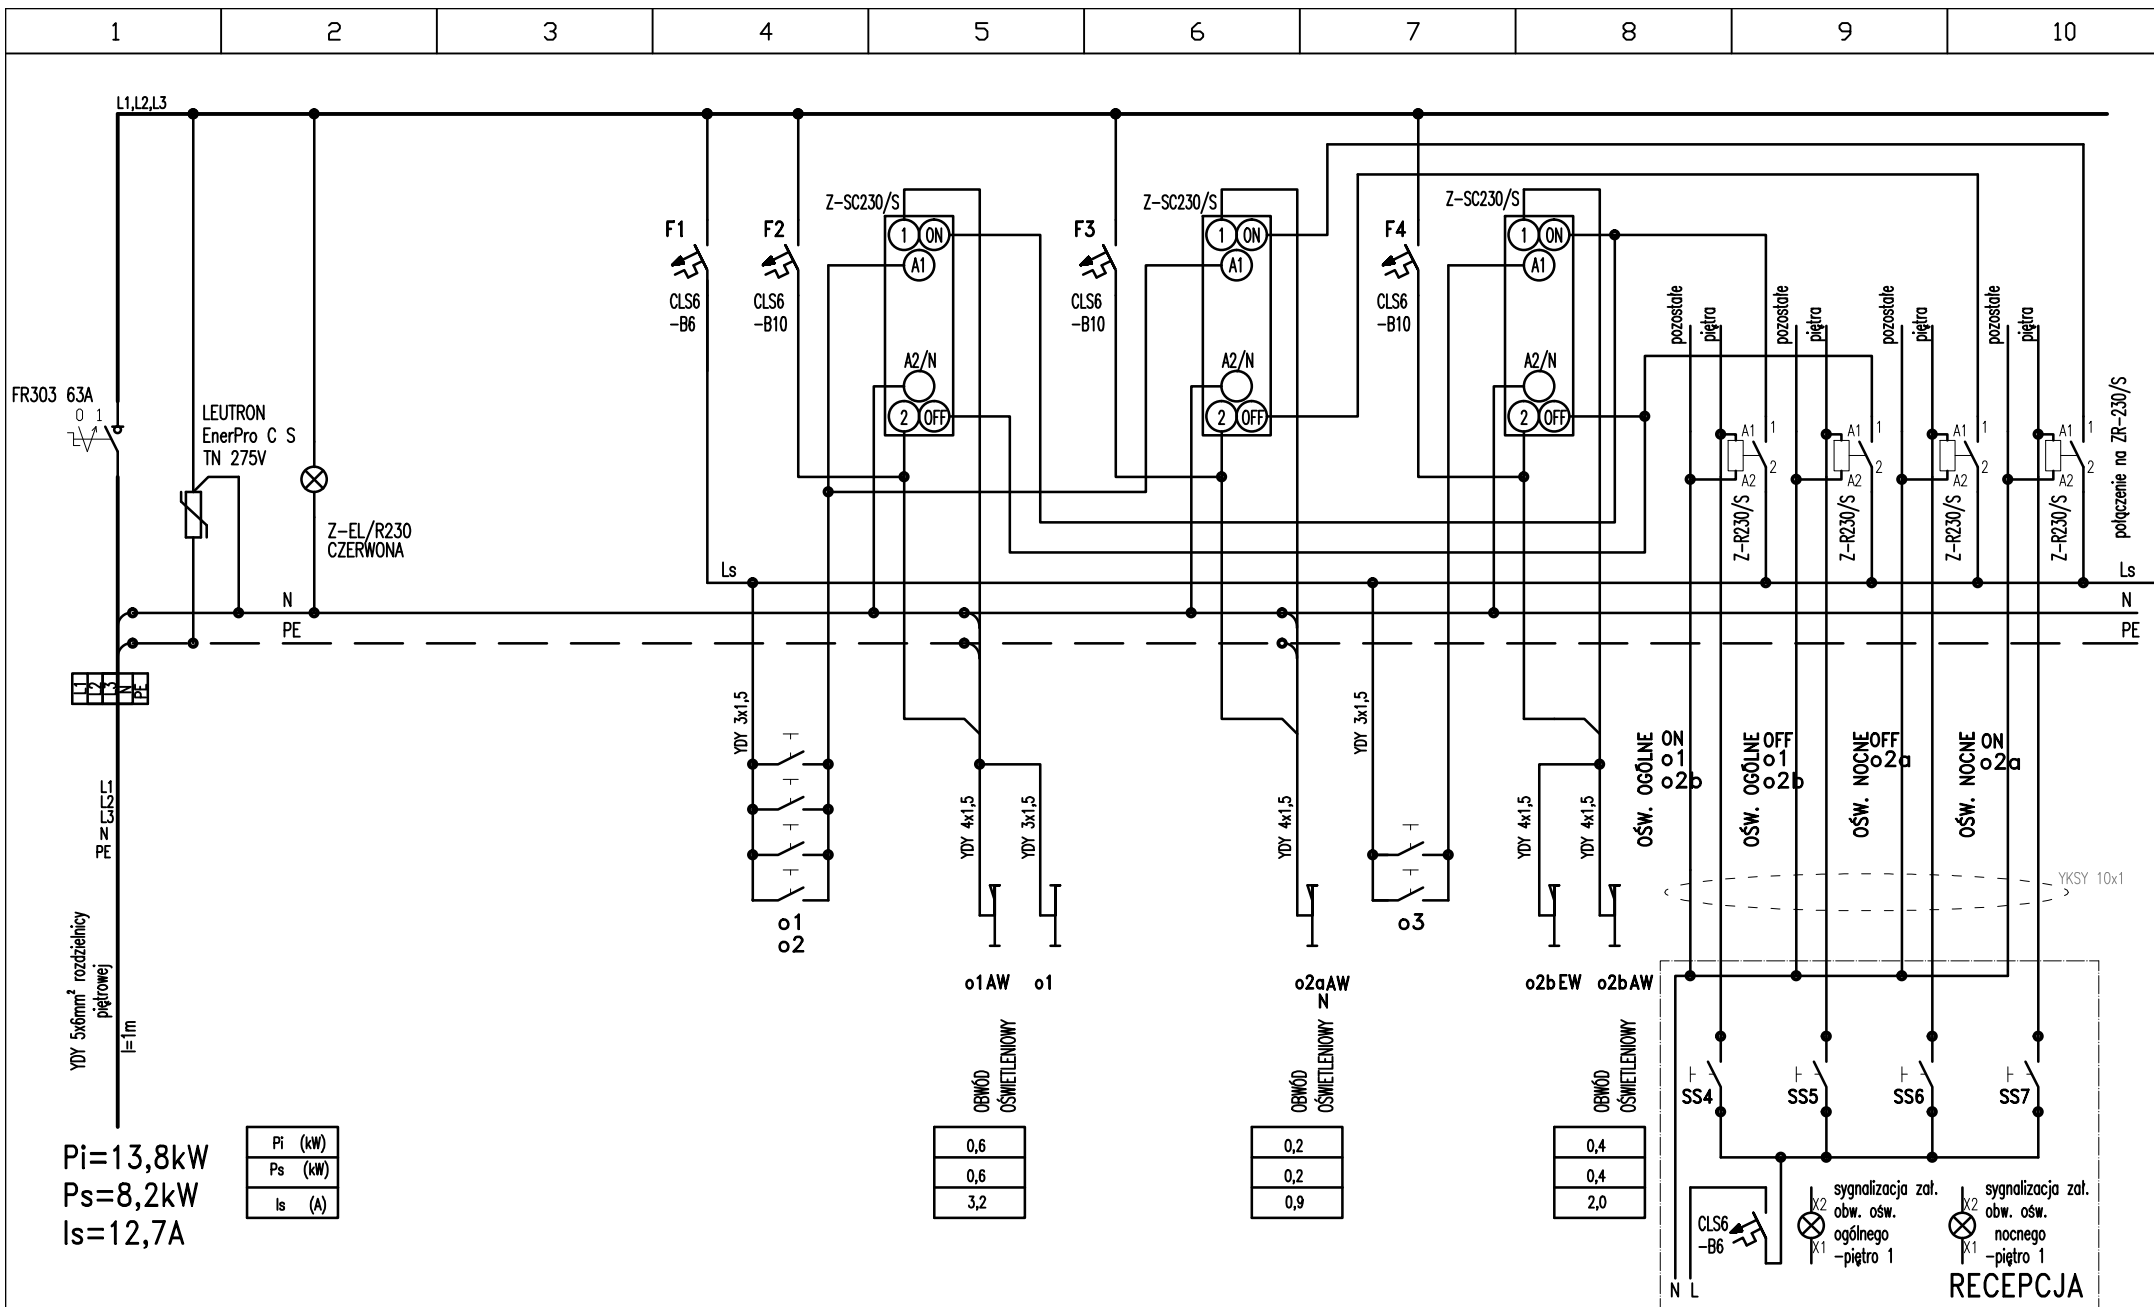 1 2 3 4 5 6 7 8 9 10
L1,L2,L3
FR303 63A
0 1
LEUTRON
EnerPro C S
TN 275V
Z-EL/R230
CZERWONA
N
PE
L1
L2
L3
N
PE
L1
L2
L3
N
PE
YDY 5x6mm² rozdzielnicy
piętrowej
l=1m
Pi=13,8kW
Ps=8,2kW
Is=12,7A
Pi (kW)
Ps (kW)
Is (A)
F1
CLS6
-B6
F2
CLS6
-B10
Z-SC230/S
1 ON
A1
A2/N
2 OFF
F3
CLS6
-B10
Z-SC230/S
1 ON
A1
A2/N
2 OFF
F4
CLS6
-B10
Z-SC230/S
1 ON
A1
A2/N
2 OFF
Ls
YDY 3x1,5
o1
o2
YDY 4x1,5
YDY 3x1,5
o1AW o1
OBWÓD
OŚWIETLENIOWY
0,6
0,6
3,2
YDY 4x1,5
o2aAW
N
OBWÓD
OŚWIETLENIOWY
0,2
0,2
0,9
YDY 3x1,5
o3
YDY 4x1,5
YDY 4x1,5
o2bEW o2bAW
OBWÓD
OŚWIETLENIOWY
0,4
0,4
2,0
pozostałe
piętra
pozostałe
piętra
pozostałe
piętra
pozostałe
piętra
A1 1
A2 2
Z-R230/S
A1 1
A2 2
Z-R230/S
A1 1
A2 2
Z-R230/S
A1 1
A2 2
Z-R230/S
połączenie na ZR-230/S
Ls
N
PE
OŚW. OGÓLNE
ON
o1
o2b
OŚW. OGÓLNE
OFF
o1
o2b
OŚW. NOCNE
OFF
o2a
OŚW. NOCNE
ON
o2a
YKSY 10x1
SS4 SS5 SS6 SS7
CLS6
-B6
N L
X2
X1
sygnalizacja zał.
obw. ośw.
ogólnego
-piętro 1
X2
X1
sygnalizacja zał.
obw. ośw.
nocnego
-piętro 1
RECEPCJA